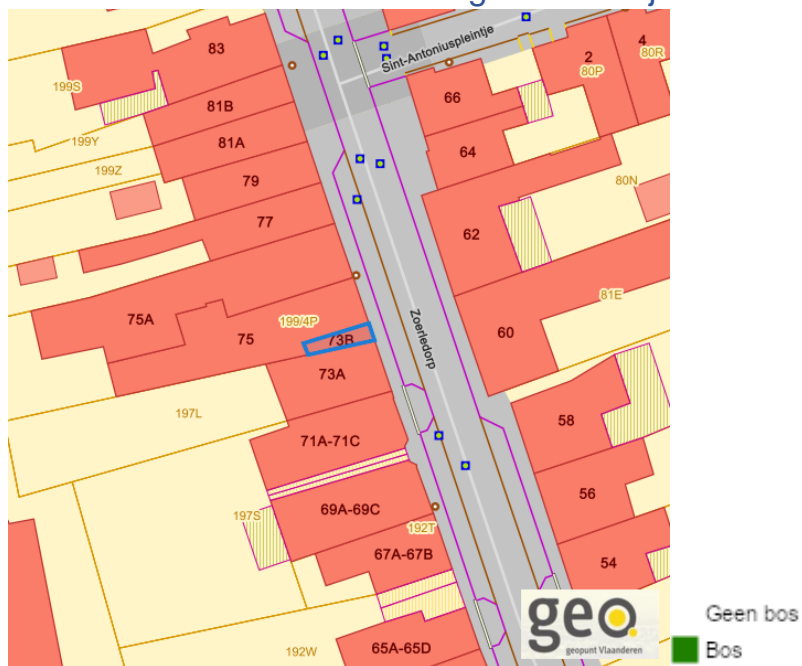 83
Sint-Antoniuspleintje
2
4
80R
80P
199S
66
81B
199Y
81A
64
199Z
79
80N
77
62
81E
75A
199/4P
Zoerledorp
75
73B
60
73A
197L
58
71A-71C
56
69A-69C
197S
192T
67A-67B
54
geo.
geopunt Vlaanderen
Geen bos
65A-65D
192W
Bos